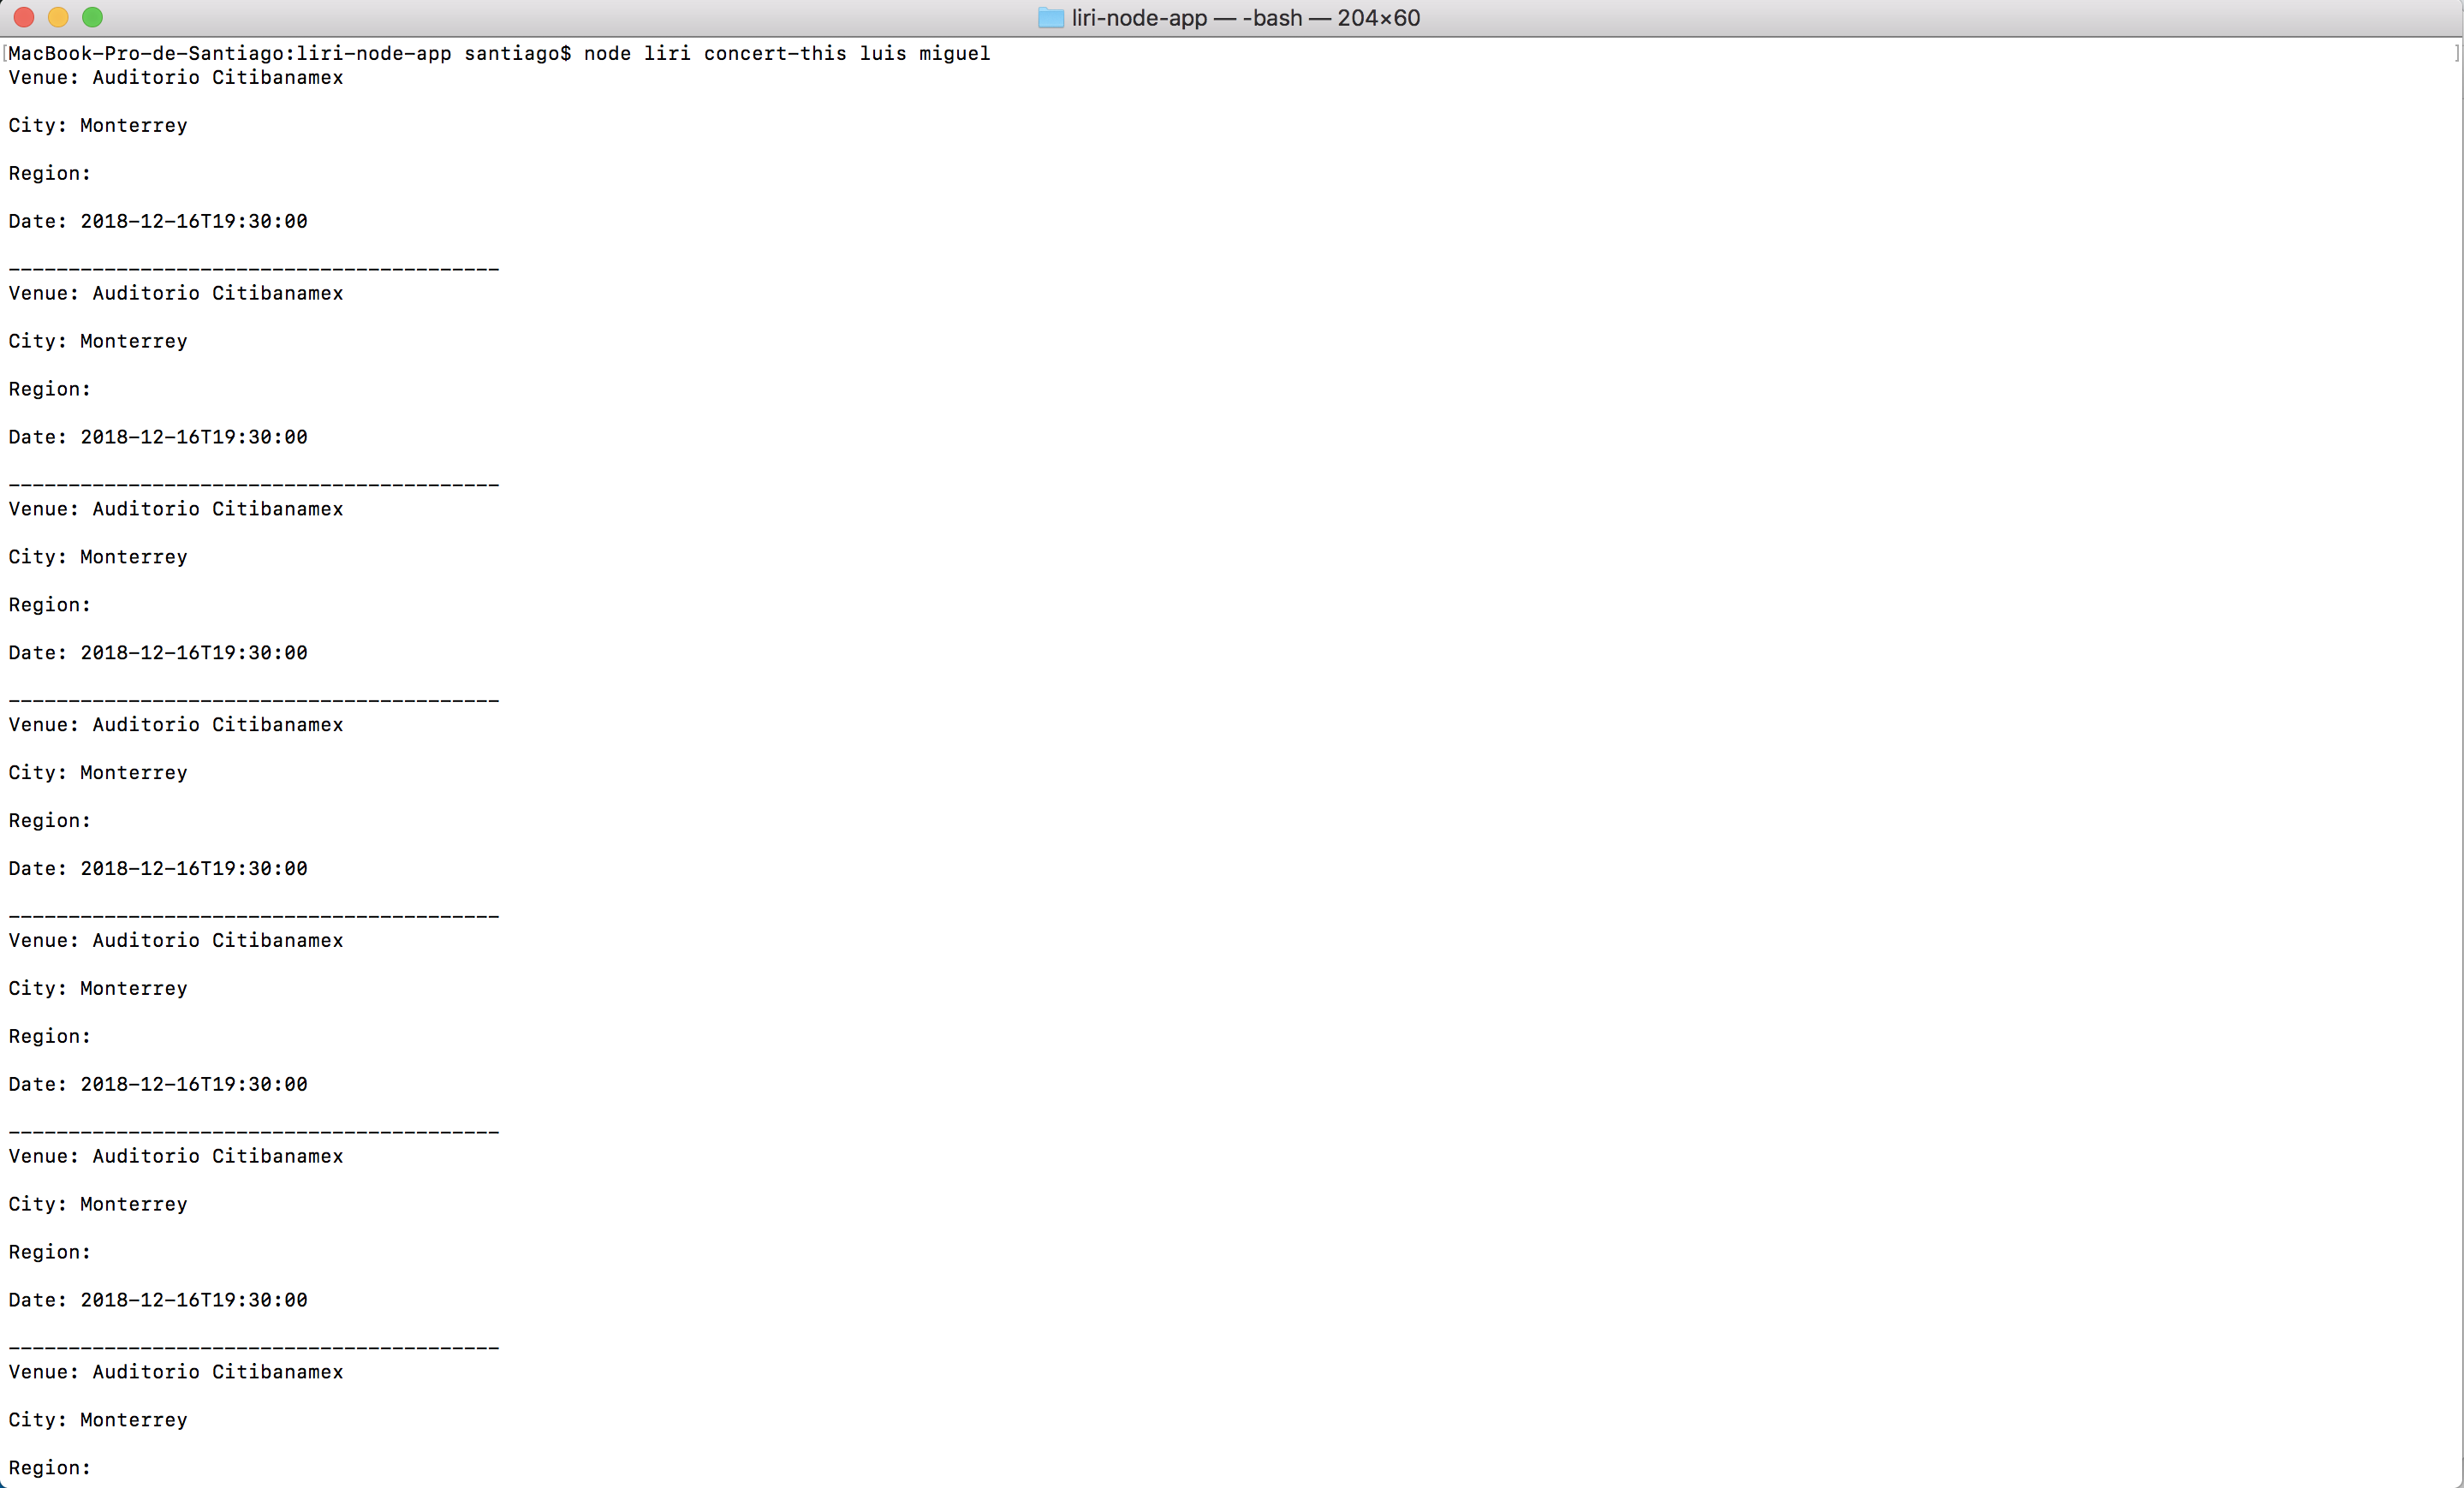 liri-node-app — -bash — 204×60
[MacBook-Pro-de-Santiago:liri-node-app santiago$ node liri concert-this luis miguel ]
Venue: Auditorio Citibanamex
City: Monterrey
Region:
Date: 2018-12-16T19:30:00
-----------------------------------------
Venue: Auditorio Citibanamex
City: Monterrey
Region:
Date: 2018-12-16T19:30:00
-----------------------------------------
Venue: Auditorio Citibanamex
City: Monterrey
Region:
Date: 2018-12-16T19:30:00
-----------------------------------------
Venue: Auditorio Citibanamex
City: Monterrey
Region:
Date: 2018-12-16T19:30:00
-----------------------------------------
Venue: Auditorio Citibanamex
City: Monterrey
Region:
Date: 2018-12-16T19:30:00
-----------------------------------------
Venue: Auditorio Citibanamex
City: Monterrey
Region:
Date: 2018-12-16T19:30:00
-----------------------------------------
Venue: Auditorio Citibanamex
City: Monterrey
Region: